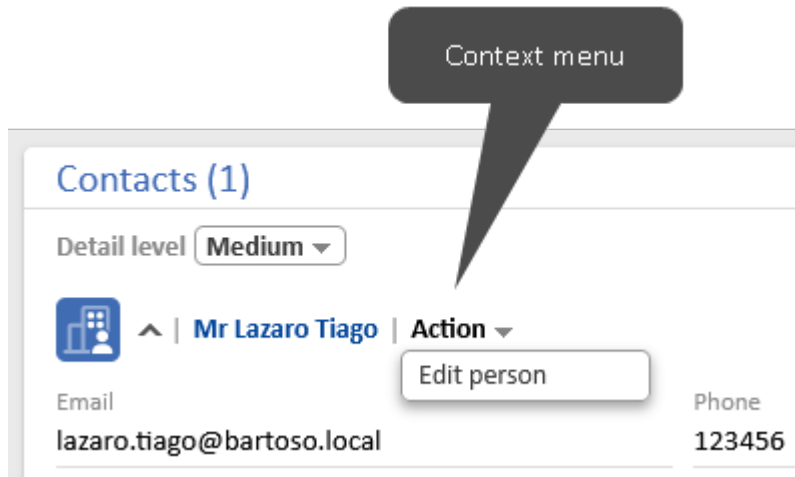 Context menu
Contacts (1)
Detail level Medium
| Mr Lazaro Tiago | Action
Edit person
Email
Phone
lazaro.tiago@bartoso.local
123456